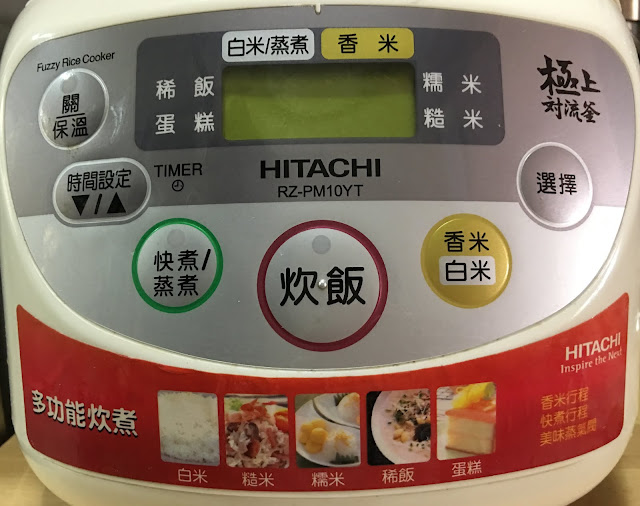 Fuzzy Rice Cooker
白米/蒸煮 香米
稀飯 糯米
蛋糕 糙米
極上
対流釜
關
保溫
時間設定
▼/▲
TIMER
HITACHI
RZ-PM10YT
選擇
快煮/
蒸煮
炊飯
香米
白米
HITACHI
Inspire the Next
多功能炊煮
香米行程
快煮行程
美味蒸氣閥
白米 糙米 糯米 稀飯 蛋糕